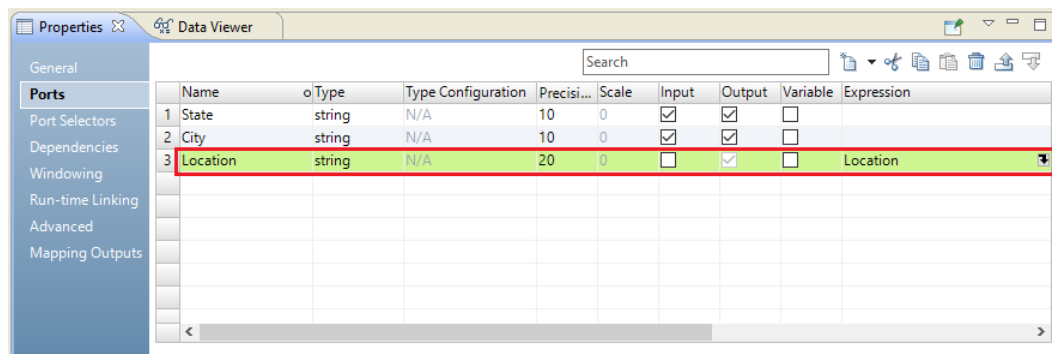 Properties Data Viewer
Search
General
Ports
Port Selectors
Dependencies
Windowing
Run-time Linking
Advanced
Mapping Outputs
Name Type Type Configuration Precisi... Scale Input Output Variable Expression
1 State string N/A 10 0
2 City string N/A 10 0
3 Location string N/A 20 0 Location